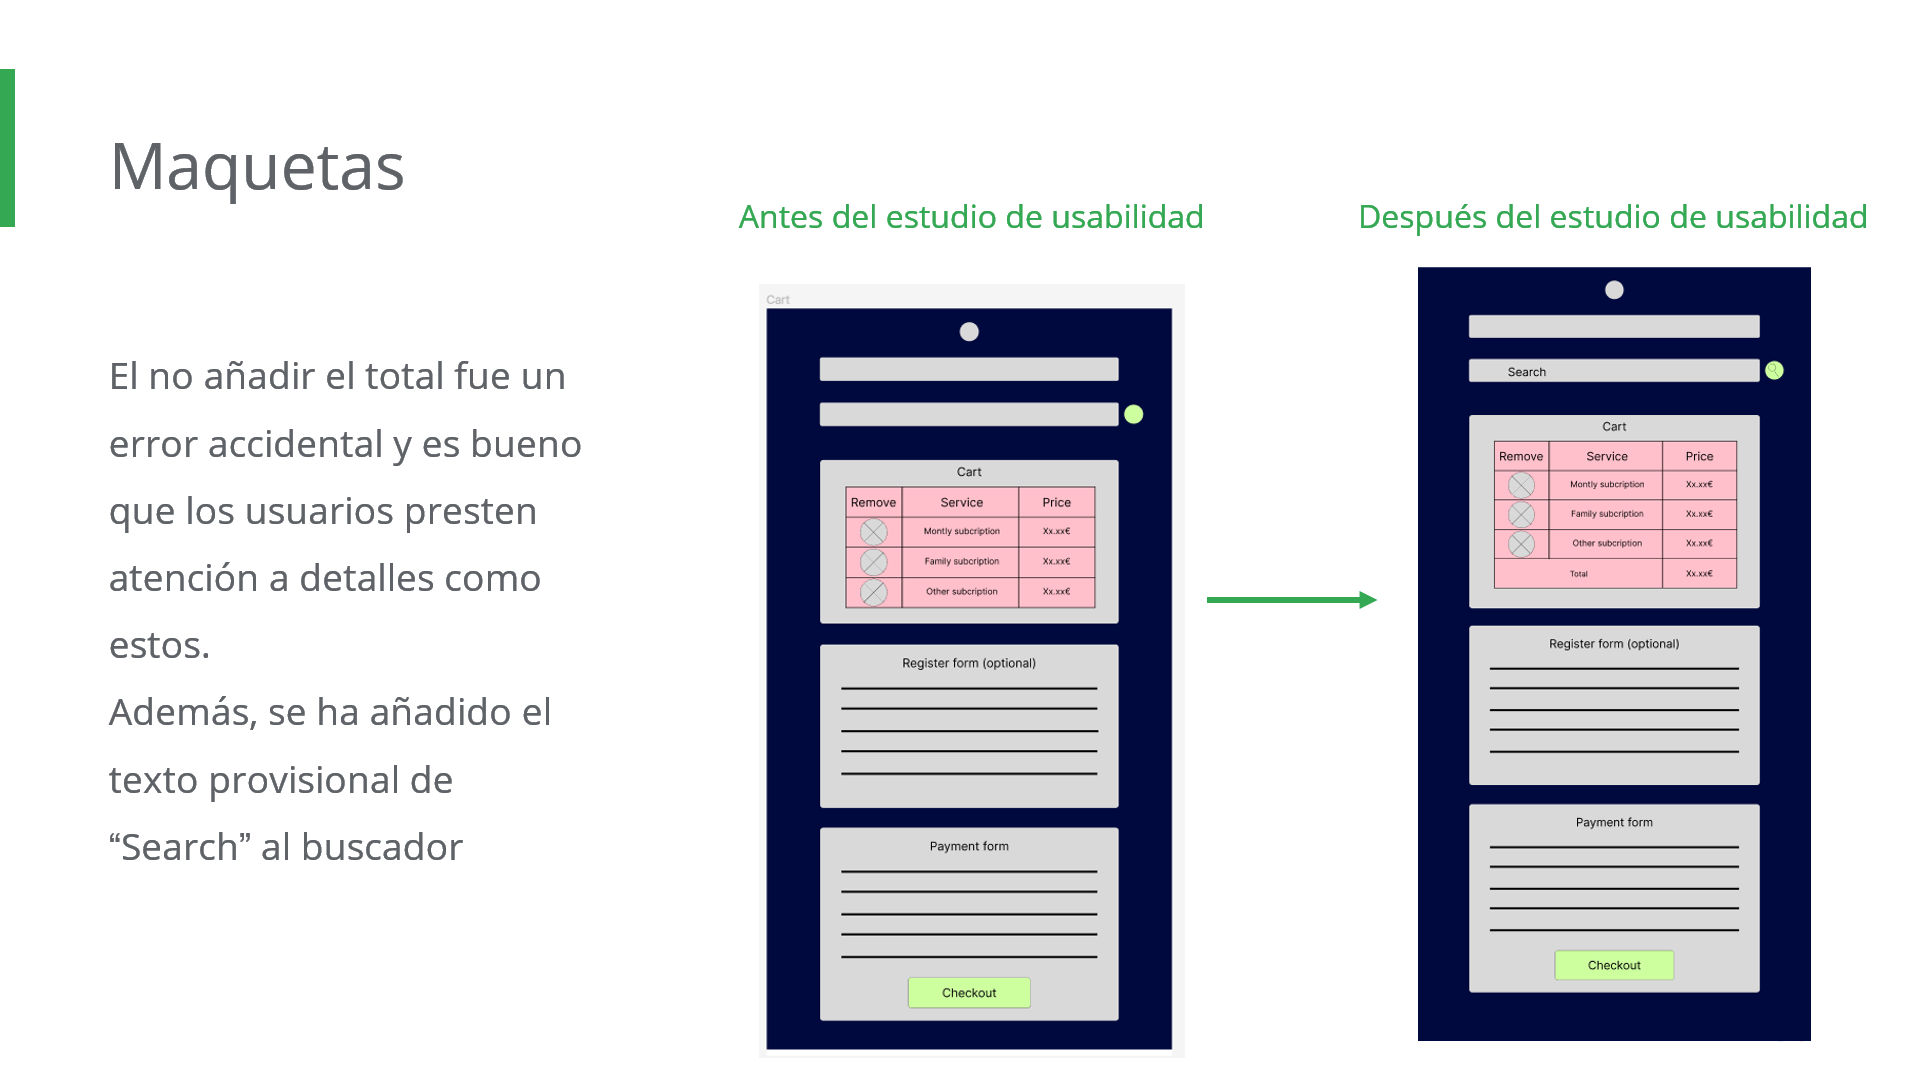 Maquetas
El no añadir el total fue un
error accidental y es bueno
que los usuarios presten
atención a detalles como
estos.
Además, se ha añadido el
texto provisional de
“Search” al buscador
Antes del estudio de usabilidad
Cart
Cart
Remove Service Price
Montly subcription Xx.xx€
Family subcription Xx.xx€
Other subcription Xx.xx€
Register form (optional)
Payment form
Checkout
Después del estudio de usabilidad
Search
Cart
Remove Service Price
Montly subcription Xx.xx€
Family subcription Xx.xx€
Other subcription Xx.xx€
Total Xx.xx€
Register form (optional)
Payment form
Checkout